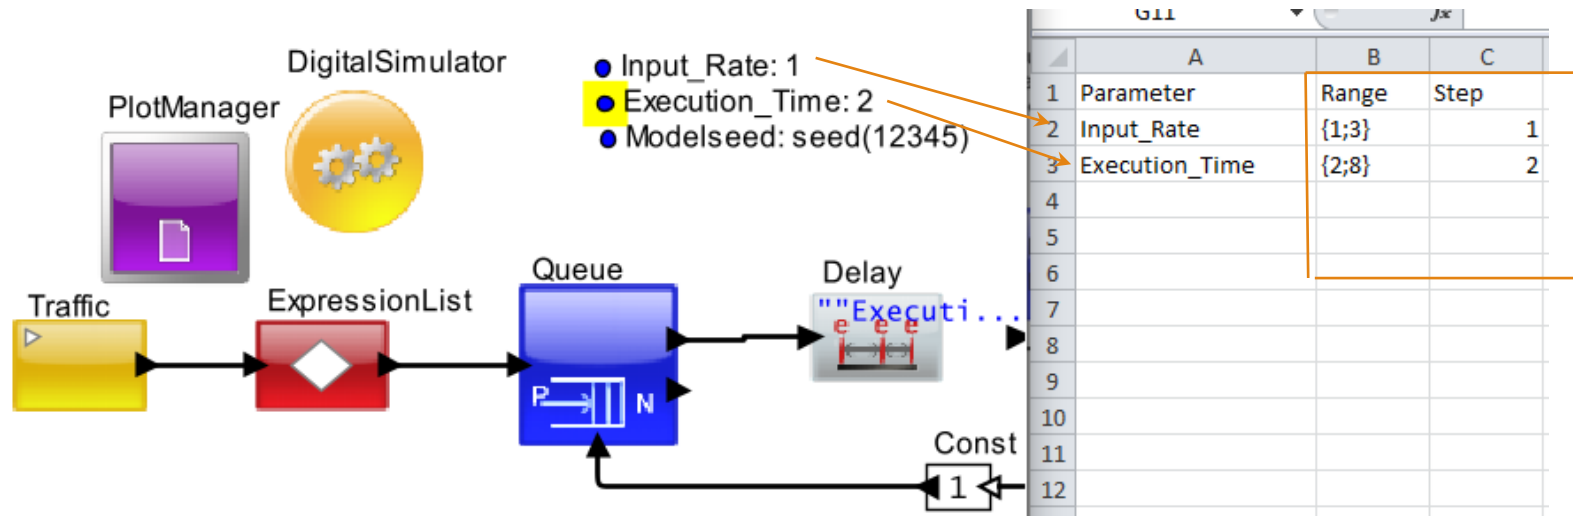 DigitalSimulator
PlotManager
Input_Rate: 1
Execution_Time: 2
Modelseed: seed(12345)
Traffic
ExpressionList
Queue
P
N
Delay
""Executi...
e e e
Const
1
G11
fx
A B C
1 Parameter Range Step
2 Input_Rate {1;3} 1
3 Execution_Time {2;8} 2
4
5
6
7
8
9
10
11
12